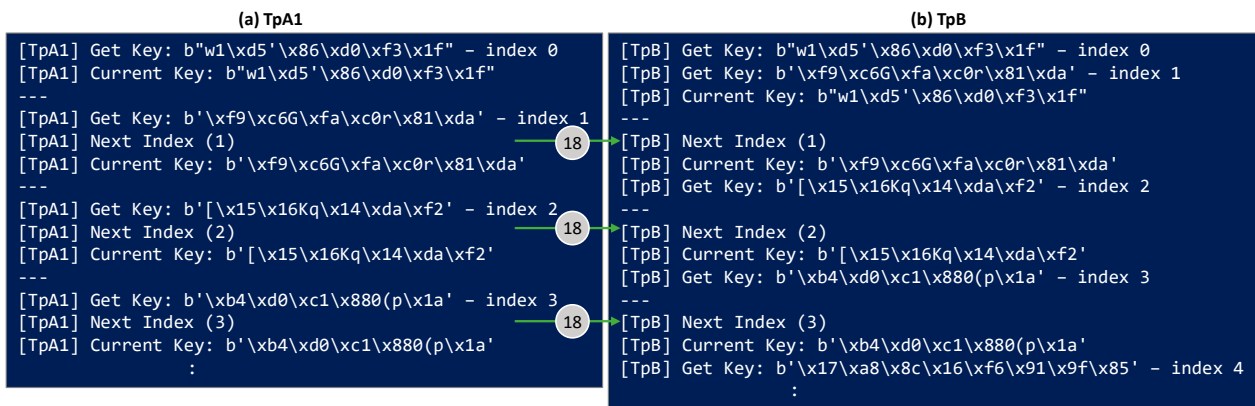 (a) TpA1
[TpA1] Get Key: b"w1\xd5'\x86\xd0\xf3\x1f" – index 0
[TpA1] Current Key: b"w1\xd5'\x86\xd0\xf3\x1f"
---
[TpA1] Get Key: b'\xf9\xc6G\xfa\xc0r\x81\xda' – index 1
[TpA1] Next Index (1)
[TpA1] Current Key: b'\xf9\xc6G\xfa\xc0r\x81\xda'
---
[TpA1] Get Key: b'[\x15\x16Kq\x14\xda\xf2' – index 2
[TpA1] Next Index (2)
[TpA1] Current Key: b'[\x15\x16Kq\x14\xda\xf2'
---
[TpA1] Get Key: b'\xb4\xd0\xc1\x880(p\x1a' – index 3
[TpA1] Next Index (3)
[TpA1] Current Key: b'\xb4\xd0\xc1\x880(p\x1a'
:
18
18
18
(b) TpB
[TpB] Get Key: b"w1\xd5'\x86\xd0\xf3\x1f" – index 0
[TpB] Get Key: b'\xf9\xc6G\xfa\xc0r\x81\xda' – index 1
[TpB] Current Key: b"w1\xd5'\x86\xd0\xf3\x1f"
---
[TpB] Next Index (1)
[TpB] Current Key: b'\xf9\xc6G\xfa\xc0r\x81\xda'
[TpB] Get Key: b'[\x15\x16Kq\x14\xda\xf2' – index 2
---
[TpB] Next Index (2)
[TpB] Current Key: b'[\x15\x16Kq\x14\xda\xf2'
[TpB] Get Key: b'\xb4\xd0\xc1\x880(p\x1a' – index 3
---
[TpB] Next Index (3)
[TpB] Current Key: b'\xb4\xd0\xc1\x880(p\x1a'
[TpB] Get Key: b'\x17\xa8\x8c\x16\xf6\x91\x9f\x85' – index 4
: